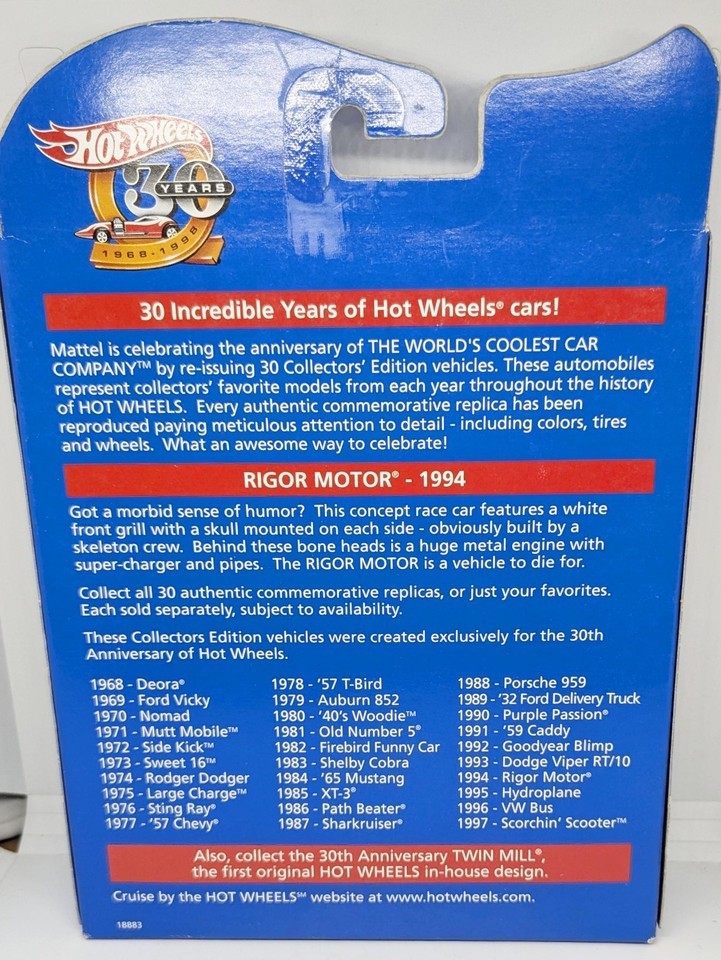 HOT WHEELS
30
YEARS
1968-1998
30 Incredible Years of Hot Wheels® cars!
Mattel is celebrating the anniversary of THE WORLD'S COOLEST CAR
COMPANY™ by re-issuing 30 Collectors' Edition vehicles. These automobiles
represent collectors' favorite models from each year throughout the history
of HOT WHEELS. Every authentic commemorative replica has been
reproduced paying meticulous attention to detail - including colors, tires
and wheels. What an awesome way to celebrate!
RIGOR MOTOR® - 1994
Got a morbid sense of humor? This concept race car features a white
front grill with a skull mounted on each side - obviously built by a
skeleton crew. Behind these bone heads is a huge metal engine with
super-charger and pipes. The RIGOR MOTOR is a vehicle to die for.
Collect all 30 authentic commemorative replicas, or just your favorites.
Each sold separately, subject to availability.
These Collectors Edition vehicles were created exclusively for the 30th
Anniversary of Hot Wheels.
1968 - Deora®
1969 - Ford Vicky
1970 - Nomad
1971 - Mutt Mobile™
1972 - Side Kick™
1973 - Sweet 16™
1974 - Rodger Dodger
1975 - Large Charge™
1976 - Sting Ray®
1977 - '57 Chevy®
1978 - '57 T-Bird
1979 - Auburn 852
1980 - '40's Woodie™
1981 - Old Number 5®
1982 - Firebird Funny Car
1983 - Shelby Cobra
1984 - '65 Mustang
1985 - XT-3®
1986 - Path Beater®
1987 - Sharkruiser®
1988 - Porsche 959
1989 - '32 Ford Delivery Truck
1990 - Purple Passion®
1991 - '59 Caddy
1992 - Goodyear Blimp
1993 - Dodge Viper RT/10
1994 - Rigor Motor®
1995 - Hydroplane
1996 - VW Bus
1997 - Scorchin' Scooter™
Also, collect the 30th Anniversary TWIN MILL®,
the first original HOT WHEELS in-house design.
Cruise by the HOT WHEELS℠ website at www.hotwheels.com.
18883